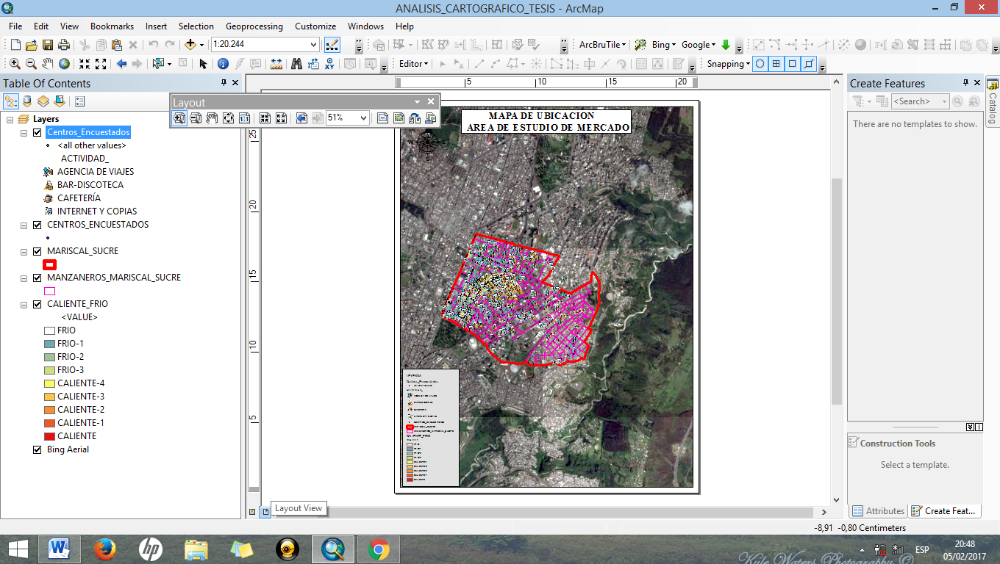 ANALISIS_CARTOGRAFICO_TESIS - ArcMap
File Edit View Bookmarks Insert Selection Geoprocessing Customize Windows Help
1:20.244 ArcBruTile Bing Google
Editor Snapping
Table Of Contents
Layers
Centros_Encuestados
<all other values>
ACTIVIDAD_
AGENCIA DE VIAJES
BAR-DISCOTECA
CAFETERÍA
INTERNET Y COPIAS
CENTROS_ENCUESTADOS
MARISCAL_SUCRE
MANZANEROS_MARISCAL_SUCRE
CALIENTE_FRIO
<VALUE>
FRIO
FRIO-1
FRIO-2
FRIO-3
CALIENTE-4
CALIENTE-3
CALIENTE-2
CALIENTE-1
CALIENTE
Bing Aerial
Layout
51%
5 10 15 20
25
20
15
10
5
MAPA DE UBICACION
AREA DE ESTUDIO DE MERCADO
N
E
S
LEYENDA
Layout View
Create Features
<Search>
There are no templates to show.
Construction Tools
Select a template.
Attributes Create Feat...
Catalog
-8,91 -0,80 Centimeters
hp
ESP
20:48
05/02/2017
Kyle Waters Photography ©